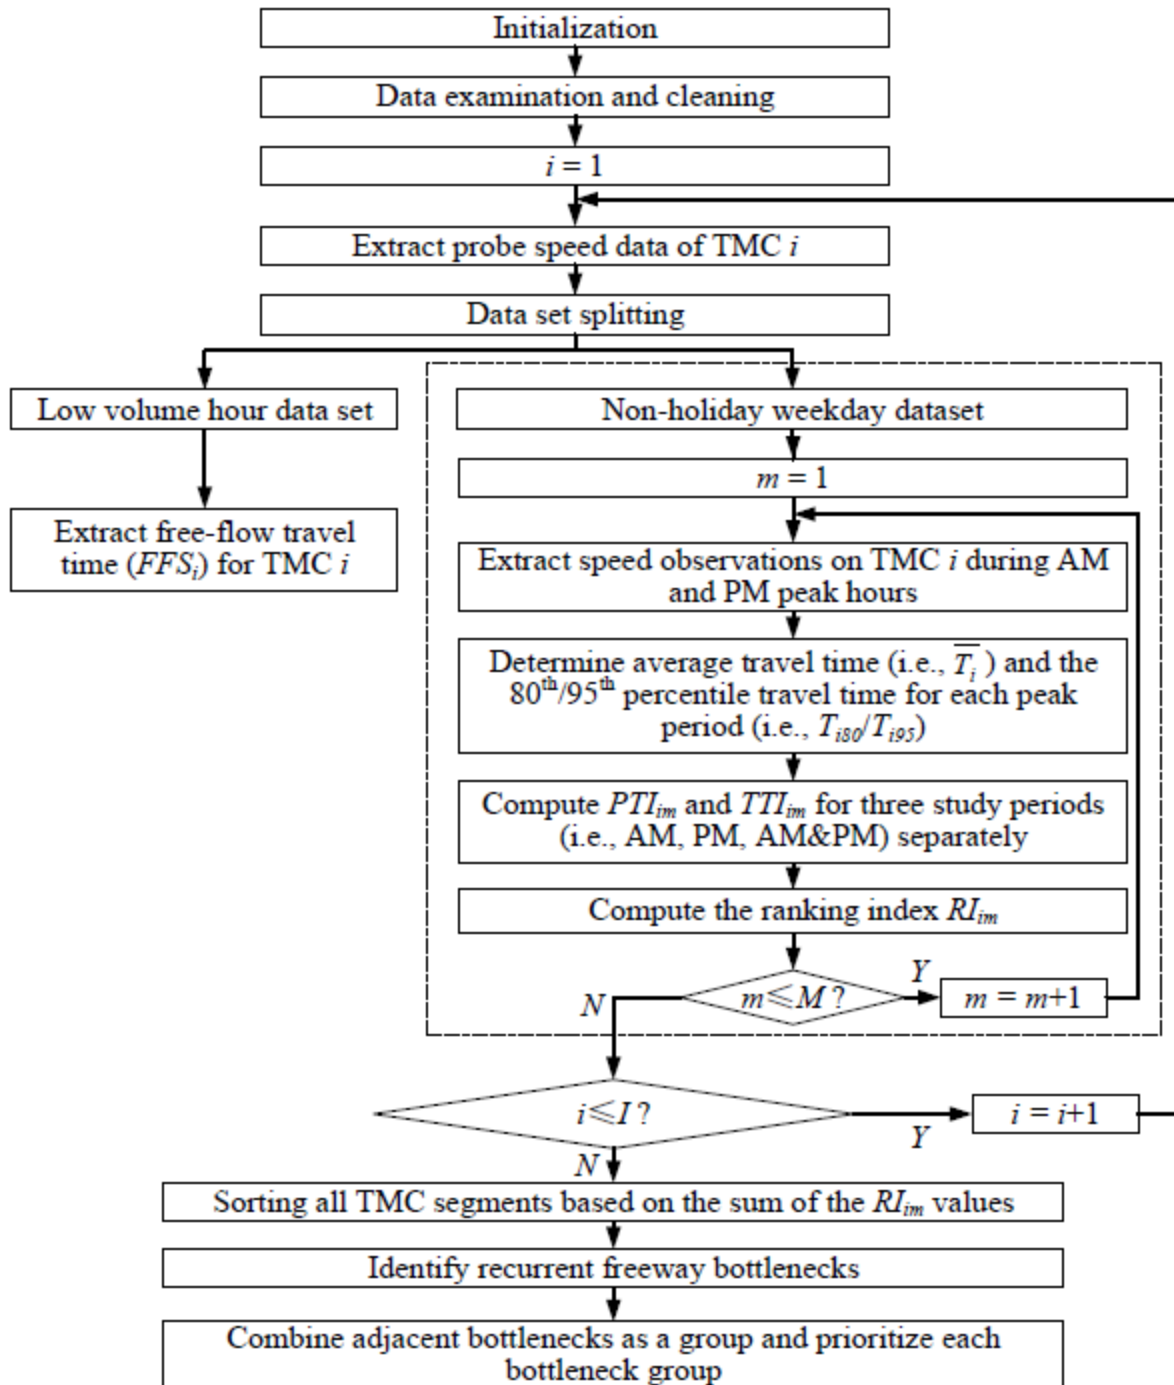 Initialization
Data examination and cleaning
i = 1
Extract probe speed data of TMC i
Data set splitting
Low volume hour data set
Extract free-flow travel
time (FFSᵢ) for TMC i
Non-holiday weekday dataset
m = 1
Extract speed observations on TMC i during AM
and PM peak hours
Determine average travel time (i.e., T̅ᵢ ) and the
80th/95th percentile travel time for each peak
period (i.e., Ti80/Ti95)
Compute PTIim and TTIim for three study periods
(i.e., AM, PM, AM&PM) separately
Compute the ranking index RIim
m⩽M ?
Y
m = m+1
N
i⩽I ?
Y
i = i+1
N
Sorting all TMC segments based on the sum of the RIim values
Identify recurrent freeway bottlenecks
Combine adjacent bottlenecks as a group and prioritize each
bottleneck group